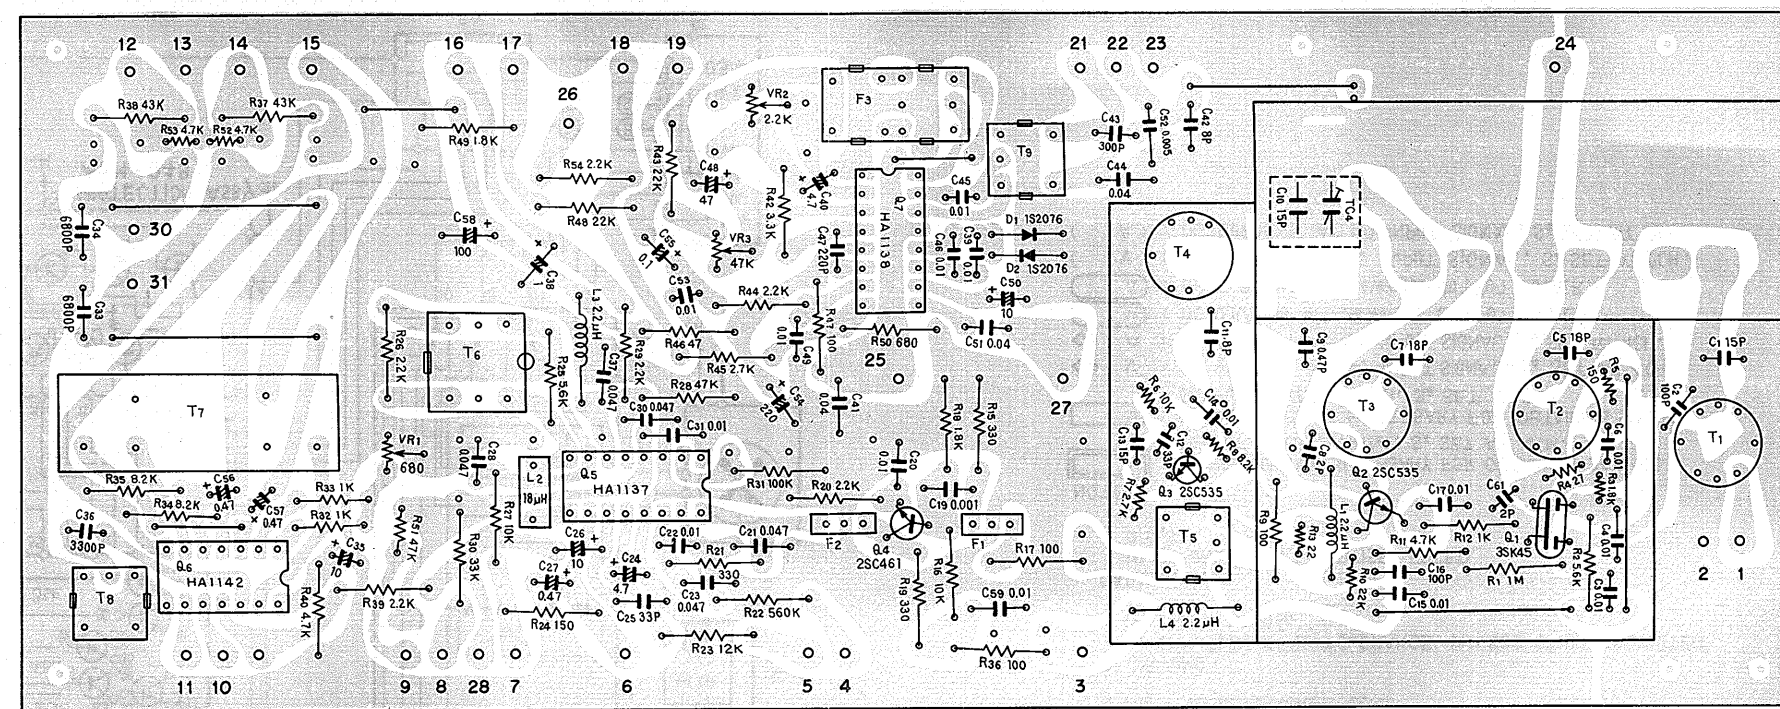 12 13 14 15 16 17 18 19 21 22 23 24
26
R38 43K
R37 43K
R53 4.7K
R52 4.7K
R49 1.8K
VR2
2.2K
F3
C43
300P
C52 0.005
C42 8P
R54 2.2K
R43 22K
C48
+
47
R42 3.3K
C40
4.7
+
T9
C44
0.04
C45
0.01
Q7
HA1138
C10 15P
TC4
C34
6800P
30
C58
+
100
R48 22K
C55
0.1
+
VR3
47K
C47 220P
C46 0.01
C39 0.01
D1 1S2076
D2 1S2076
T4
31
C38
1
C33
6800P
L3 2.2μH
C53
0.01
R44 2.2K
C50
+
10
R26 2.2K
T6
R25 5.6K
C37 0.047
R29 2.2K
R46 47
R45 2.7K
C49
0.01
R47 100
R50 680
C51 0.04
25
C11 1.8P
C9 0.47P
C7 18P
C5 18P
C1 15P
R28 47K
C54
220
+
C41
0.04
R18 1.8K
R15 330
27
R6 10K
C18 0.01
T3
T2
R5 150
C2
100P
T7
C30 0.047
C31 0.01
VR1
680
C28
0.047
C20
0.01
C13 15P
C12 33P
R8 8.2K
C8 2P
C6 .001
T1
R35 8.2K
C56
0.47
+
C57
0.47
+
R33 1K
L2
18μH
Q5
HA1137
R31 100K
R20 2.2K
C19 0.001
R7 2.7K
Q3 2SC535
Q2 2SC535
R4 27
R3 1.8K
R34 8.2K
R32 1K
R27 10K
C17 0.01
C61
2P
C36
3300P
R51 47K
R30 33K
F2
Q4
2SC461
F1
T5
R9 100
R13 22
L1 2.2μH
R12 1K
Q1
3SK45
C35
10
+
C26
+
10
C22 0.01
C21 0.047
R11 4.7K
R2 5.6K
C4 0.01
Q6
HA1142
R21
330
R17 100
C16
100P
R1 1M
T8
C27
+
0.47
C24
+
4.7
C23
0.047
R19 330
R16 10K
R10 22K
C15 0.01
C3 0.01
2 1
R40 4.7K
R39 2.2K
R24 150
C25 33P
R22 560K
C59 0.01
L4 2.2μH
R23 12K
R36 100
11 10 9 8 28 7 6 5 4 3